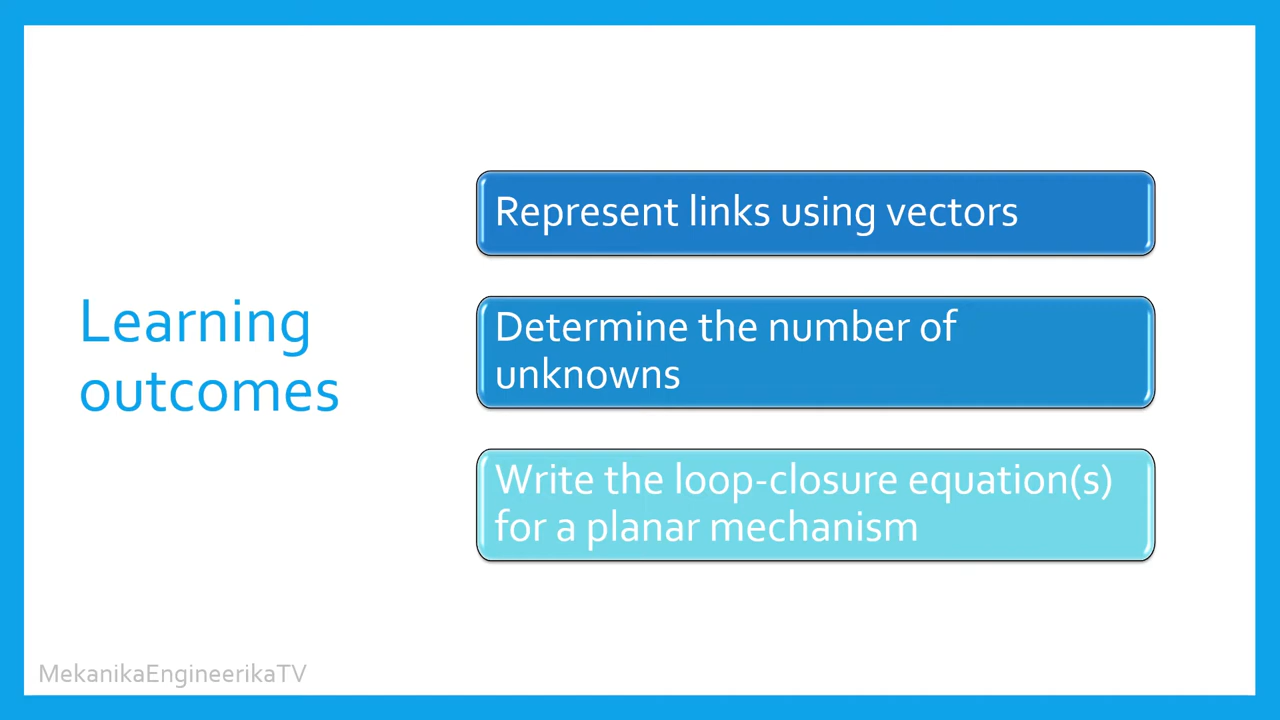 Learning
outcomes
Represent links using vectors
Determine the number of
unknowns
Write the loop-closure equation(s)
for a planar mechanism
MekanikaEngineerikaTV